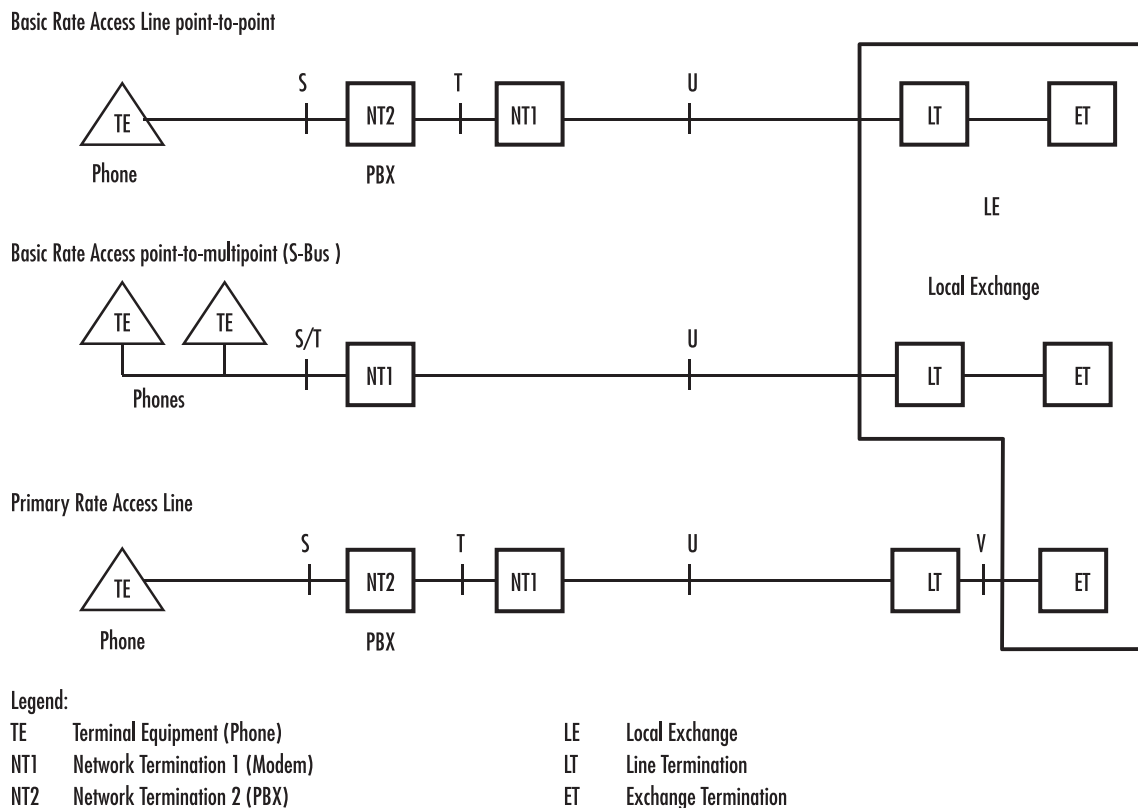 Basic Rate Access Line point-to-point
S T U
TE NT2 NT1 LT ET
Phone PBX
LE
Basic Rate Access point-to-multipoint (S-Bus )
Local Exchange
TE TE S/T U
NT1 LT ET
Phones
Primary Rate Access Line
S T U V
TE NT2 NT1 LT ET
Phone PBX
Legend:
TE Terminal Equipment (Phone) LE Local Exchange
NT1 Network Termination 1 (Modem) LT Line Termination
NT2 Network Termination 2 (PBX) ET Exchange Termination